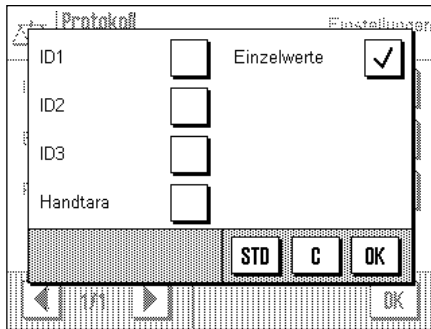 Protokoll
Einstellungen
ID1
Einzelwerte
ID2
ID3
Handtara
STD
C
OK
1/1
OK